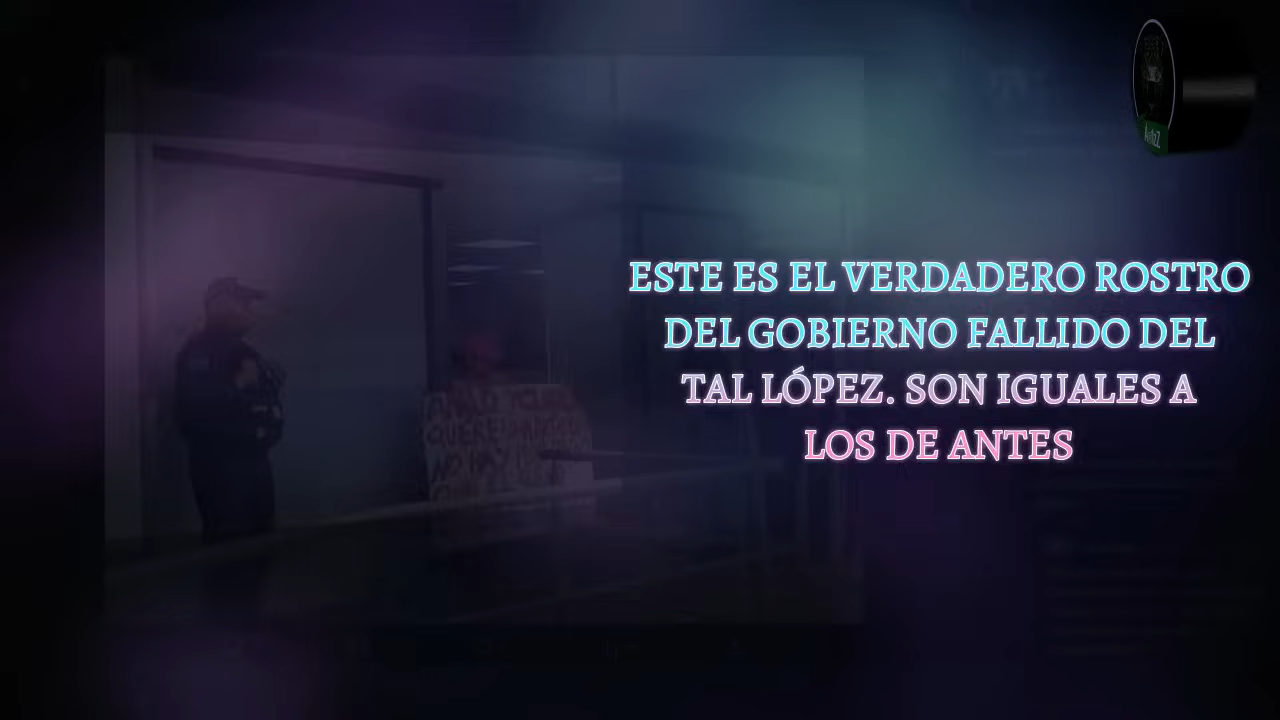 ESTE ES EL VERDADERO ROSTRO
DEL GOBIERNO FALLIDO DEL
TAL LÓPEZ. SON IGUALES A
LOS DE ANTES